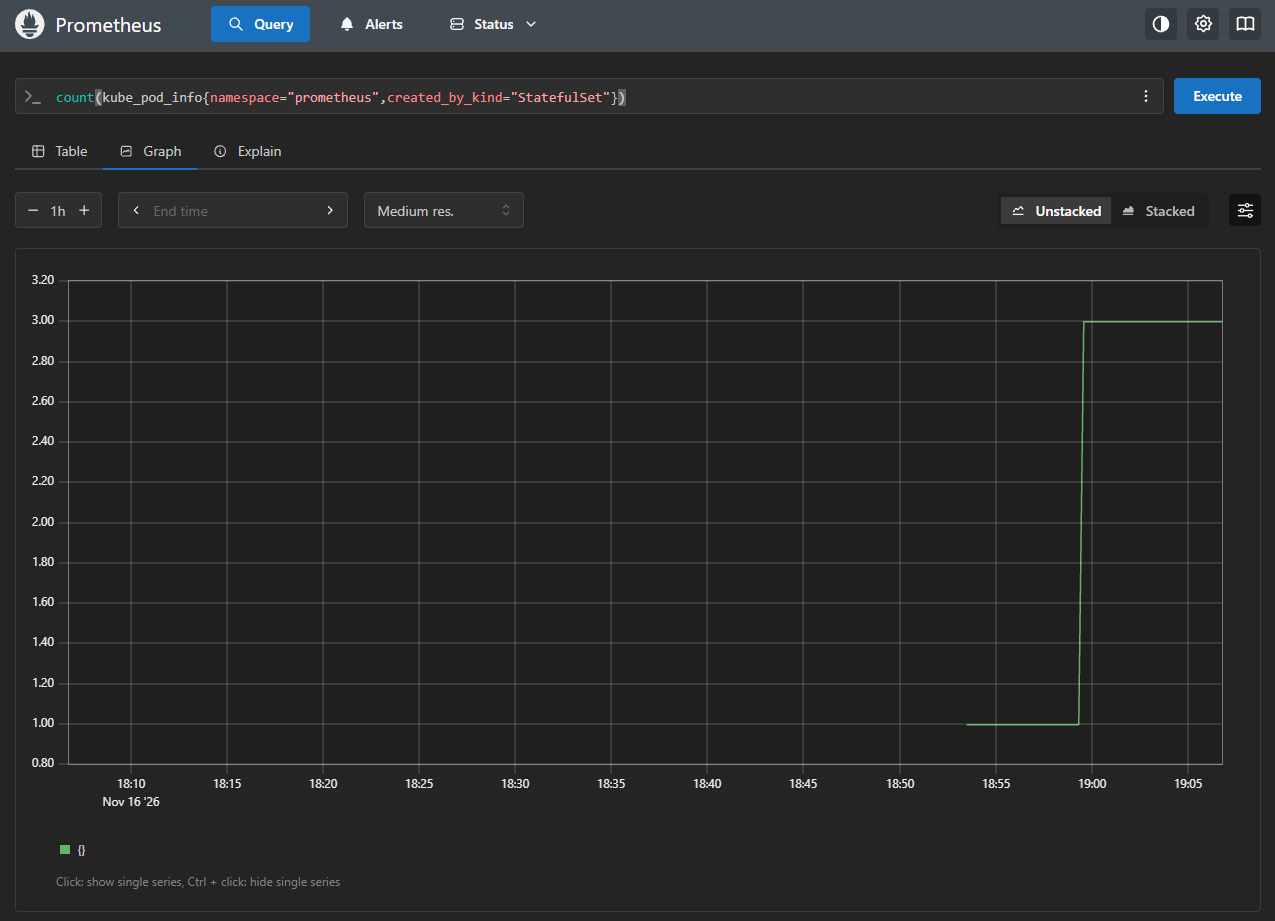 Prometheus Query Alerts Status
>_ count(kube_pod_info{namespace="prometheus",created_by_kind="StatefulSet"}) Execute
Table Graph Explain
1h End time Medium res. Unstacked Stacked
3.20
3.00
2.80
2.60
2.40
2.20
2.00
1.80
1.60
1.40
1.20
1.00
0.80
18:10 18:15 18:20 18:25 18:30 18:35 18:40 18:45 18:50 18:55 19:00 19:05
Nov 16 '26
{}
Click: show single series, Ctrl + click: hide single series